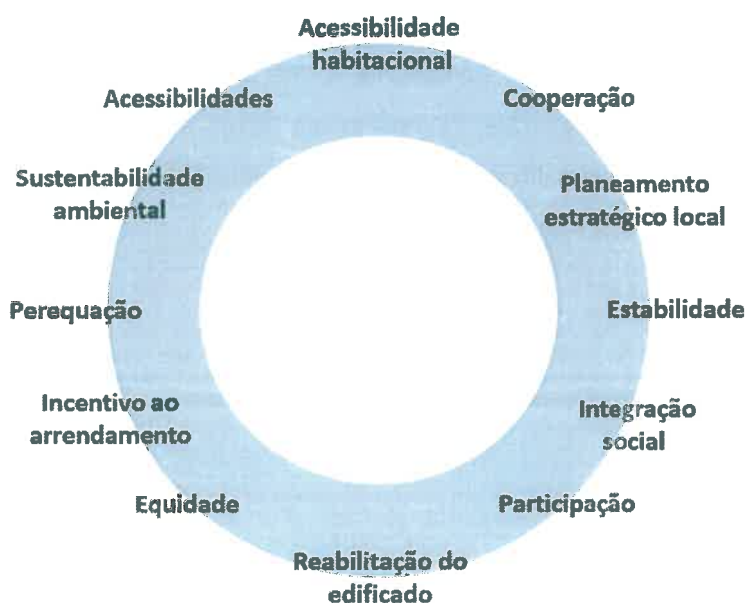 Acessibilidade
habitacional
Cooperação
Planeamento
estratégico local
Estabilidade
Integração
social
Participação
Reabilitação do
edificado
Equidade
Incentivo ao
arrendamento
Perequação
Sustentabilidade
ambiental
Acessibilidades